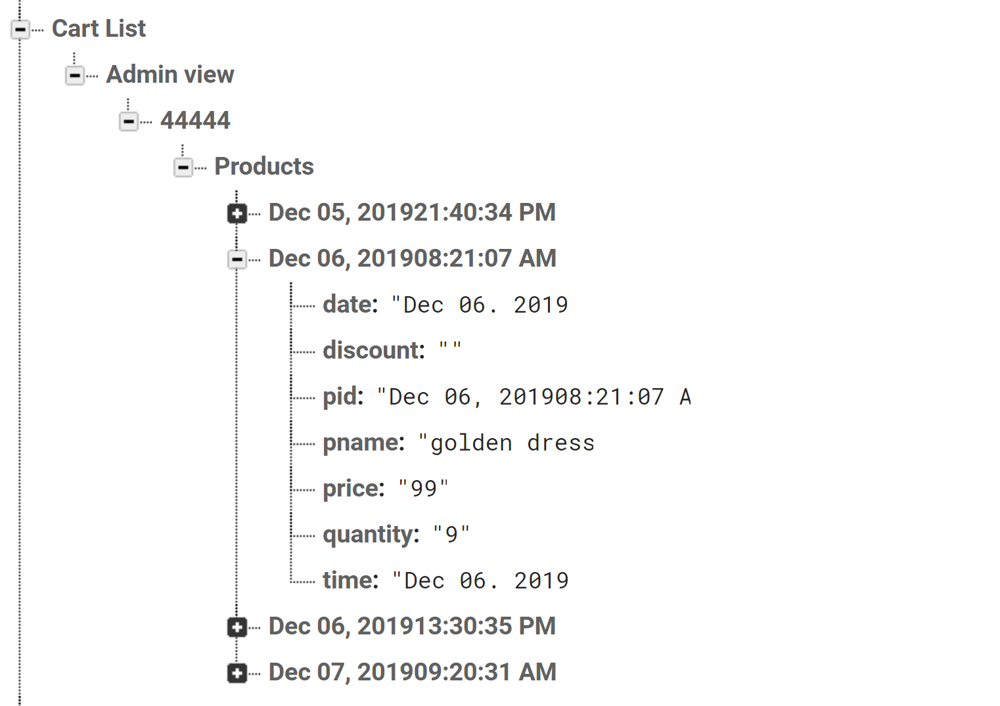 Cart List
Admin view
44444
Products
Dec 05, 201921:40:34 PM
Dec 06, 201908:21:07 AM
date: "Dec 06. 2019
discount: ""
pid: "Dec 06, 201908:21:07 A
pname: "golden dress
price: "99"
quantity: "9"
time: "Dec 06. 2019
Dec 06, 201913:30:35 PM
Dec 07, 201909:20:31 AM